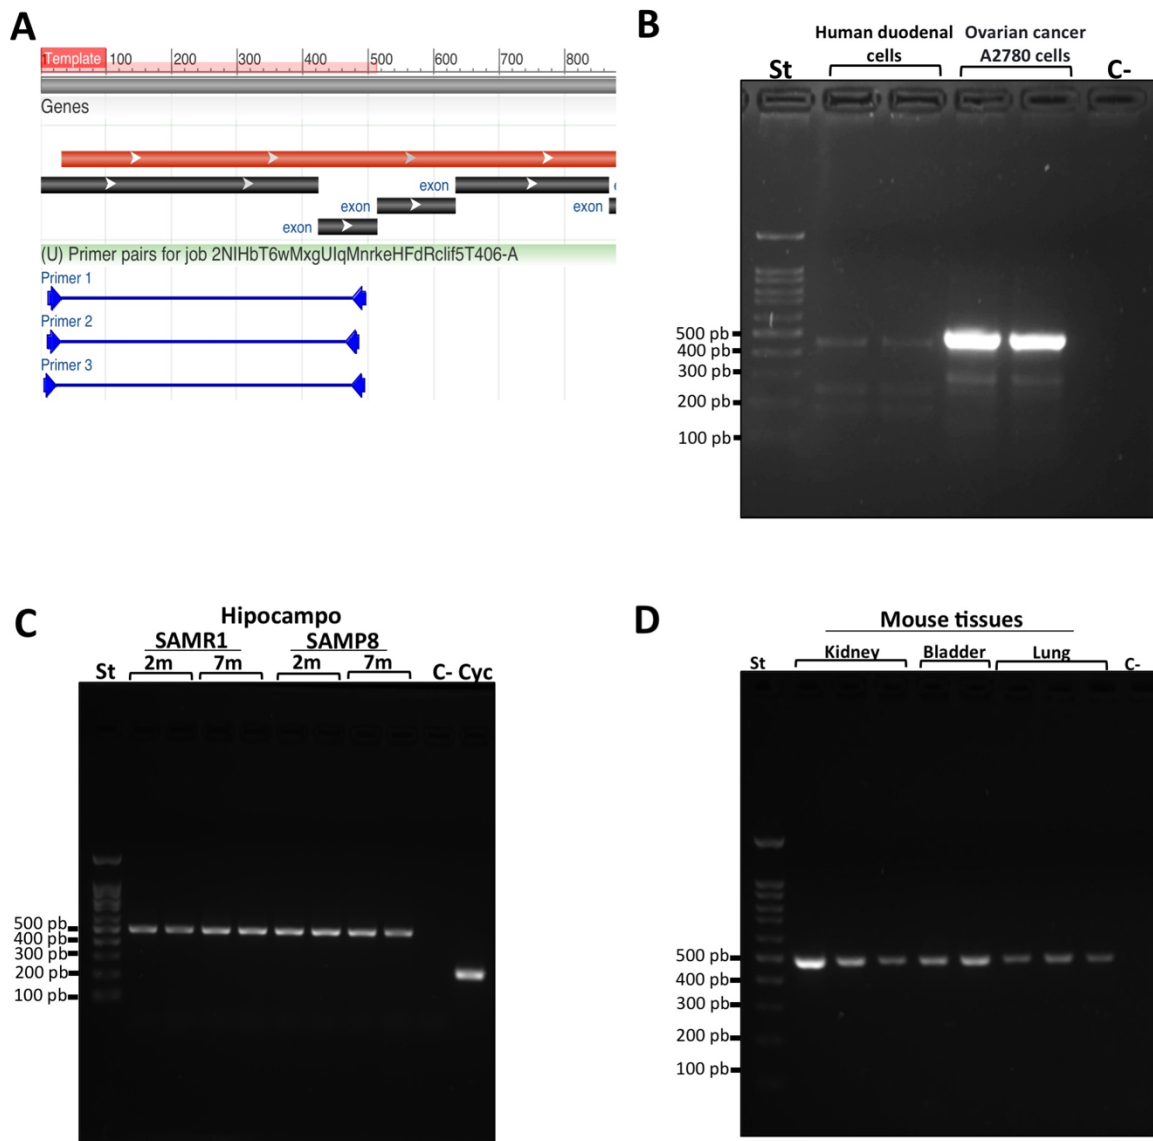 A
Template
100 200 300 400 500 600 700 800
Genes
exon
exon
exon
exon
(U) Primer pairs for job 2NIHbT6wMxgUIqMnrkeHFdRclif5T406-A
Primer 1
Primer 2
Primer 3
B
Human duodenal
cells
Ovarian cancer
A2780 cells
St
C-
500 pb
400 pb
300 pb
200 pb
100 pb
C
Hipocampo
SAMR1 SAMP8
St 2m 7m 2m 7m C- Cyc
500 pb
400 pb
300 pb
200 pb
100 pb
D
Mouse tissues
St Kidney Bladder Lung C-
500 pb
400 pb
300 pb
200 pb
100 pb